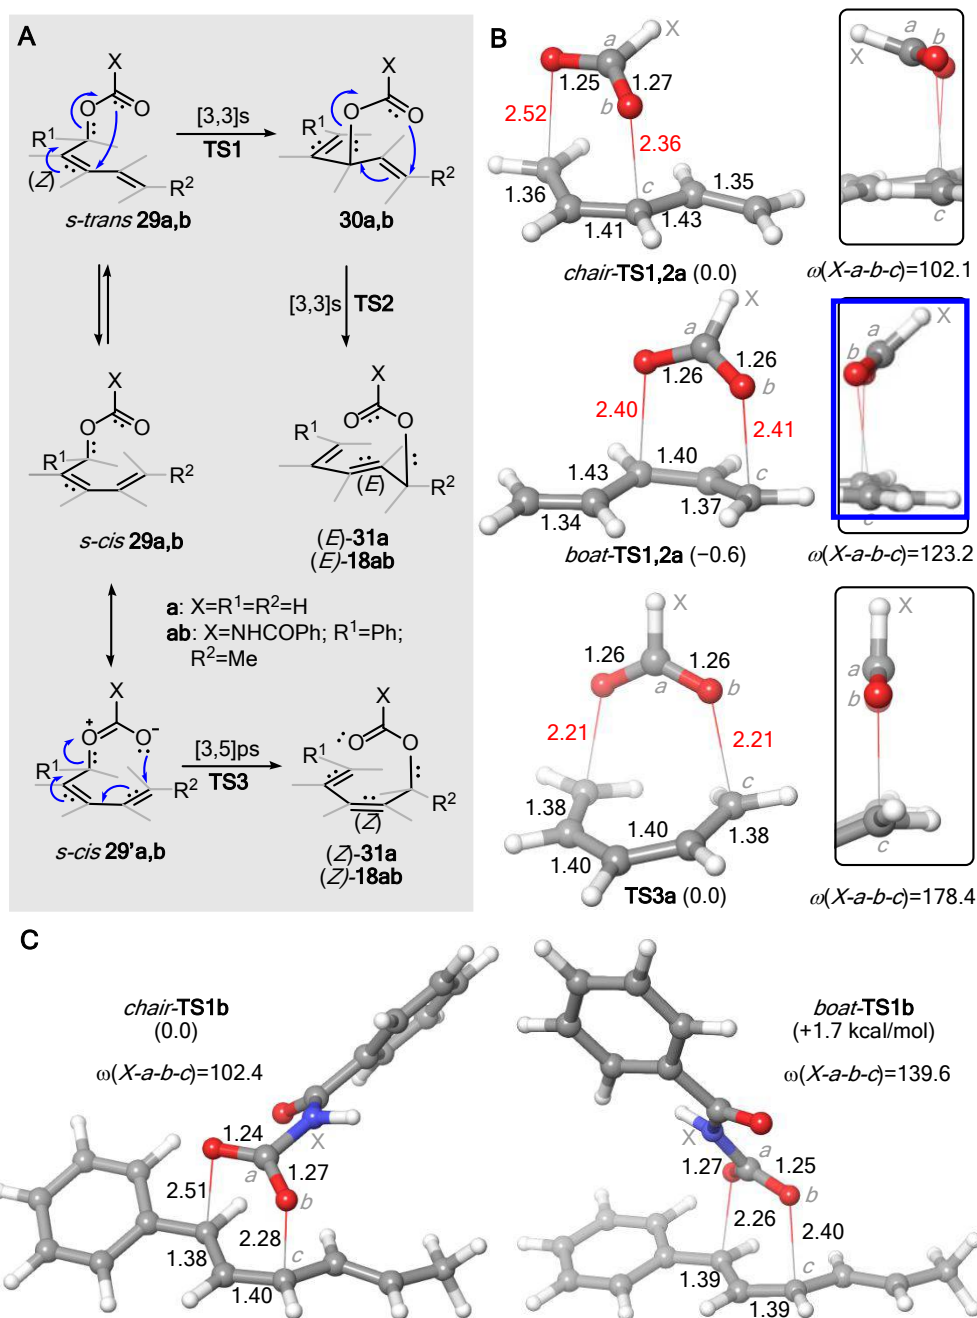 A
X
O
O
R1
(Z)
R2
s-trans 29a,b
[3,3]s
TS1
X
O
O
R1
R2
30a,b
[3,3]s TS2
X
O
O
R1
R2
s-cis 29a,b
X
O
O
R1
(E)
R2
(E)-31a
(E)-18ab
a: X=R1=R2=H
ab: X=NHCOPh; R1=Ph;
R2=Me
X
+
O
O−
R1
R2
s-cis 29'a,b
[3,5]ps
TS3
X
O
O
R1
(Z)
R2
(Z)-31a
(Z)-18ab
B
X
a
1.25
1.27
b
2.52
2.36
c
1.36
1.41
1.43
1.35
chair-TS1,2a (0.0)
a
b
X
c
ω(X-a-b-c)=102.1
X
a
1.26
1.26
b
2.40
2.41
c
1.40
1.43
1.37
1.34
boat-TS1,2a (−0.6)
X
a
b
c
ω(X-a-b-c)=123.2
X
1.26
1.26
a
b
2.21
2.21
c
1.38
1.40
1.38
1.40
TS3a (0.0)
X
a
b
c
ω(X-a-b-c)=178.4
C
chair-TS1b
(0.0)
ω(X-a-b-c)=102.4
X
1.24
1.27
a
b
2.51
2.28
c
1.38
1.40
boat-TS1b
(+1.7 kcal/mol)
ω(X-a-b-c)=139.6
X
a
1.27
1.25
b
2.26
2.40
c
1.39
1.39